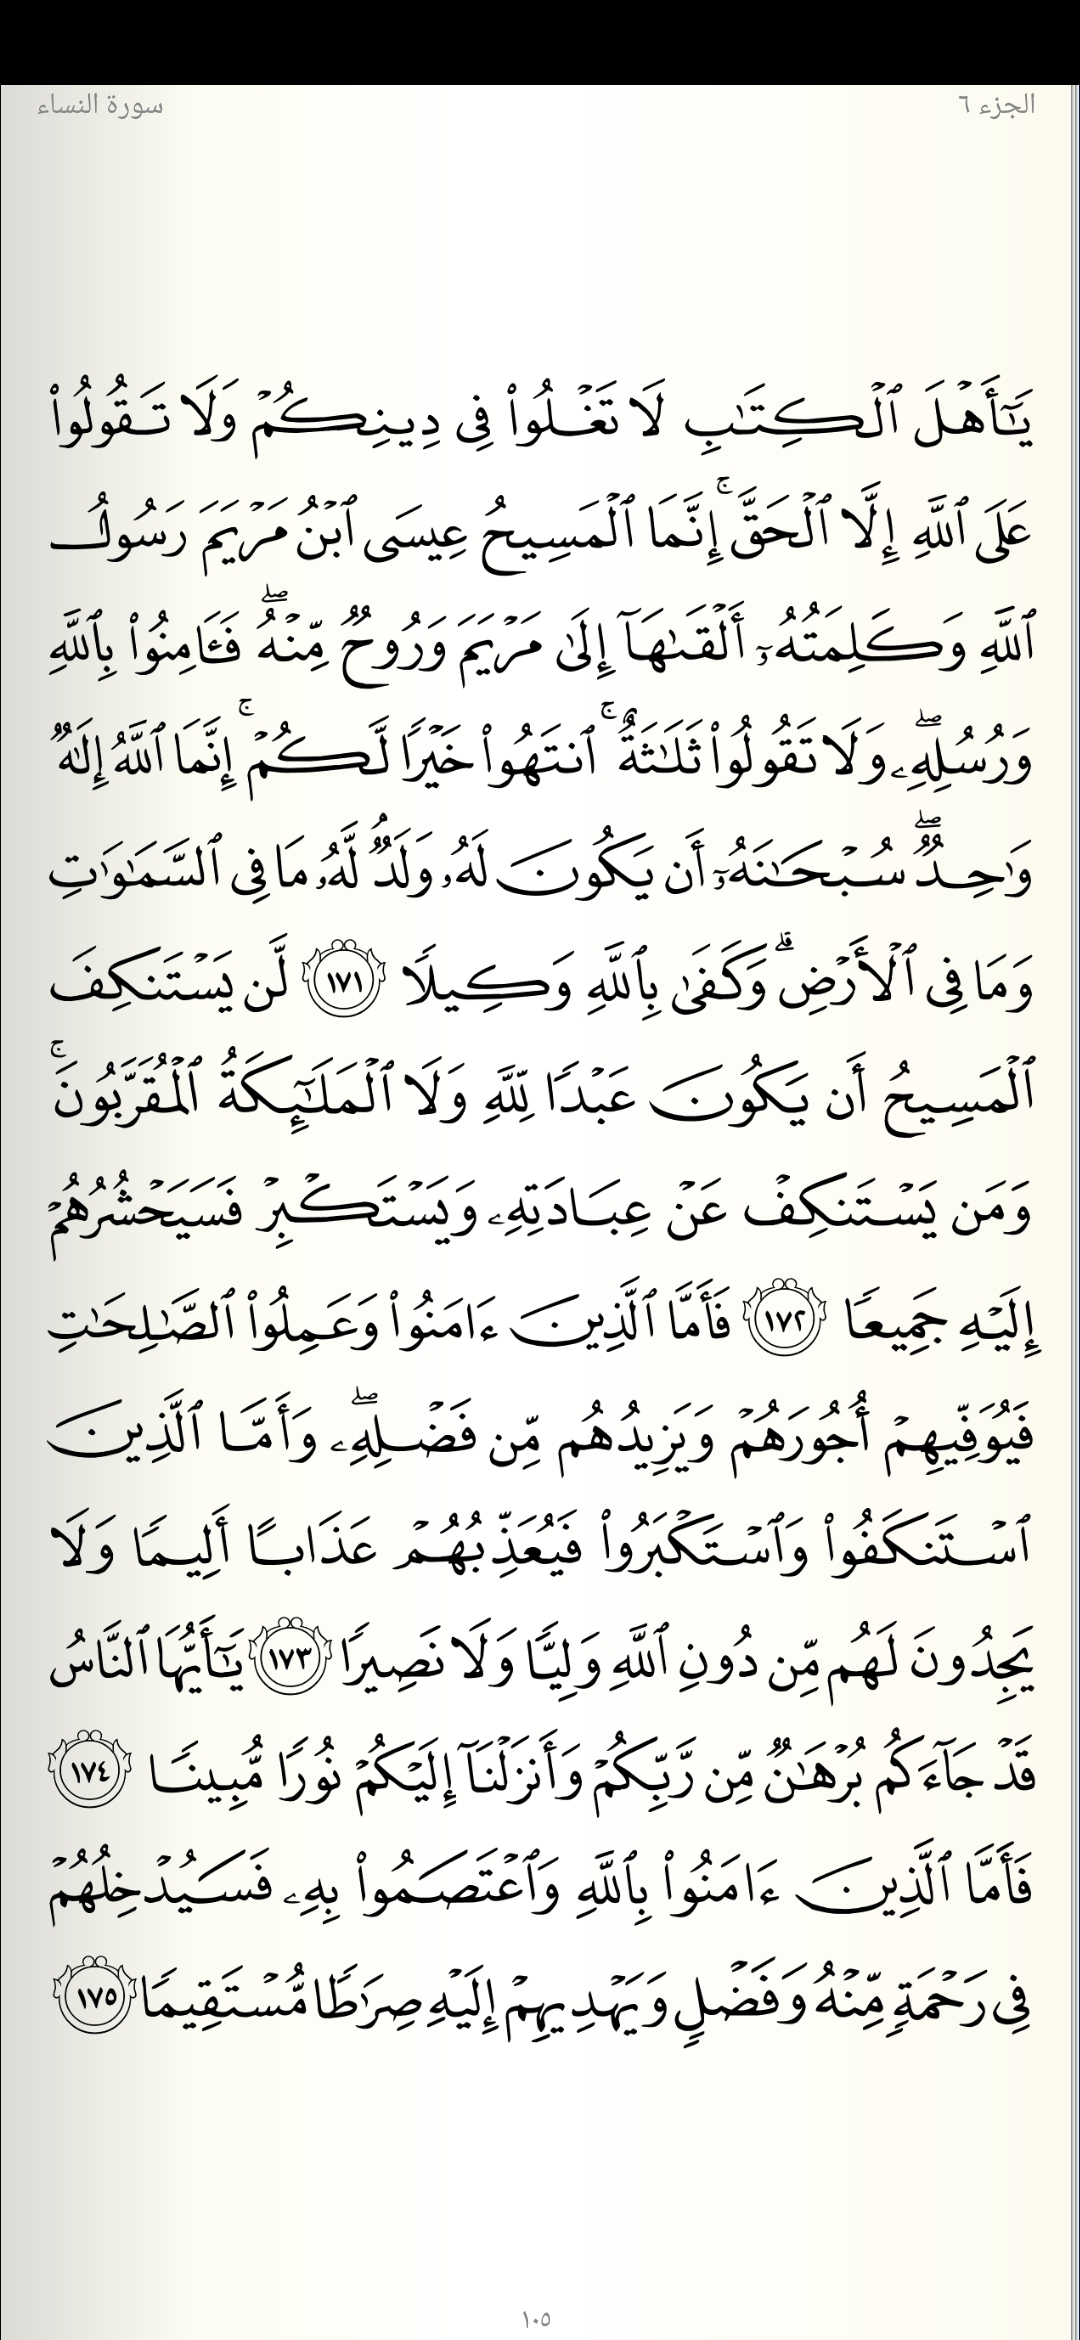 الجزء ٦
سورة النساء
يَـٰٓأَهۡلَ ٱلۡكِتَـٰبِ لَا تَغۡلُواْ فِي دِينِكُمۡ وَلَا تَقُولُواْ
عَلَى ٱللَّهِ إِلَّا ٱلۡحَقَّۚ إِنَّمَا ٱلۡمَسِيحُ عِيسَى ٱبۡنُ مَرۡيَمَ رَسُولُ
ٱللَّهِ وَكَلِمَتُهُۥٓ أَلۡقَىٰهَآ إِلَىٰ مَرۡيَمَ وَرُوحٞ مِّنۡهُۖ فَـَٔامِنُواْ بِٱللَّهِ
وَرُسُلِهِۦۖ وَلَا تَقُولُواْ ثَلَـٰثَةٌۚ ٱنتَهُواْ خَيۡرٗا لَّكُمۡۚ إِنَّمَا ٱللَّهُ إِلَـٰهٞ
وَٰحِدٞۖ سُبۡحَـٰنَهُۥٓ أَن يَكُونَ لَهُۥ وَلَدٞۘ لَّهُۥ مَا فِي ٱلسَّمَـٰوَٰتِ
وَمَا فِي ٱلۡأَرۡضِۗ وَكَفَىٰ بِٱللَّهِ وَكِيلٗا ١٧١ لَّن يَسۡتَنكِفَ
ٱلۡمَسِيحُ أَن يَكُونَ عَبۡدٗا لِّلَّهِ وَلَا ٱلۡمَلَـٰٓئِكَةُ ٱلۡمُقَرَّبُونَۚ
وَمَن يَسۡتَنكِفۡ عَنۡ عِبَادَتِهِۦ وَيَسۡتَكۡبِرۡ فَسَيَحۡشُرُهُمۡ
إِلَيۡهِ جَمِيعٗا ١٧٢ فَأَمَّا ٱلَّذِينَ ءَامَنُواْ وَعَمِلُواْ ٱلصَّـٰلِحَـٰتِ
فَيُوَفِّيهِمۡ أُجُورَهُمۡ وَيَزِيدُهُم مِّن فَضۡلِهِۦۖ وَأَمَّا ٱلَّذِينَ
ٱسۡتَنكَفُواْ وَٱسۡتَكۡبَرُواْ فَيُعَذِّبُهُمۡ عَذَابًا أَلِيمٗا وَلَا
يَجِدُونَ لَهُم مِّن دُونِ ٱللَّهِ وَلِيّٗا وَلَا نَصِيرٗا ١٧٣ يَـٰٓأَيُّهَا ٱلنَّاسُ
قَدۡ جَآءَكُم بُرۡهَـٰنٞ مِّن رَّبِّكُمۡ وَأَنزَلۡنَآ إِلَيۡكُمۡ نُورٗا مُّبِينٗا ١٧٤
فَأَمَّا ٱلَّذِينَ ءَامَنُواْ بِٱللَّهِ وَٱعۡتَصَمُواْ بِهِۦ فَسَيُدۡخِلُهُمۡ
فِي رَحۡمَةٖ مِّنۡهُ وَفَضۡلٖ وَيَهۡدِيهِمۡ إِلَيۡهِ صِرَٰطٗا مُّسۡتَقِيمٗا ١٧٥
١٠٥